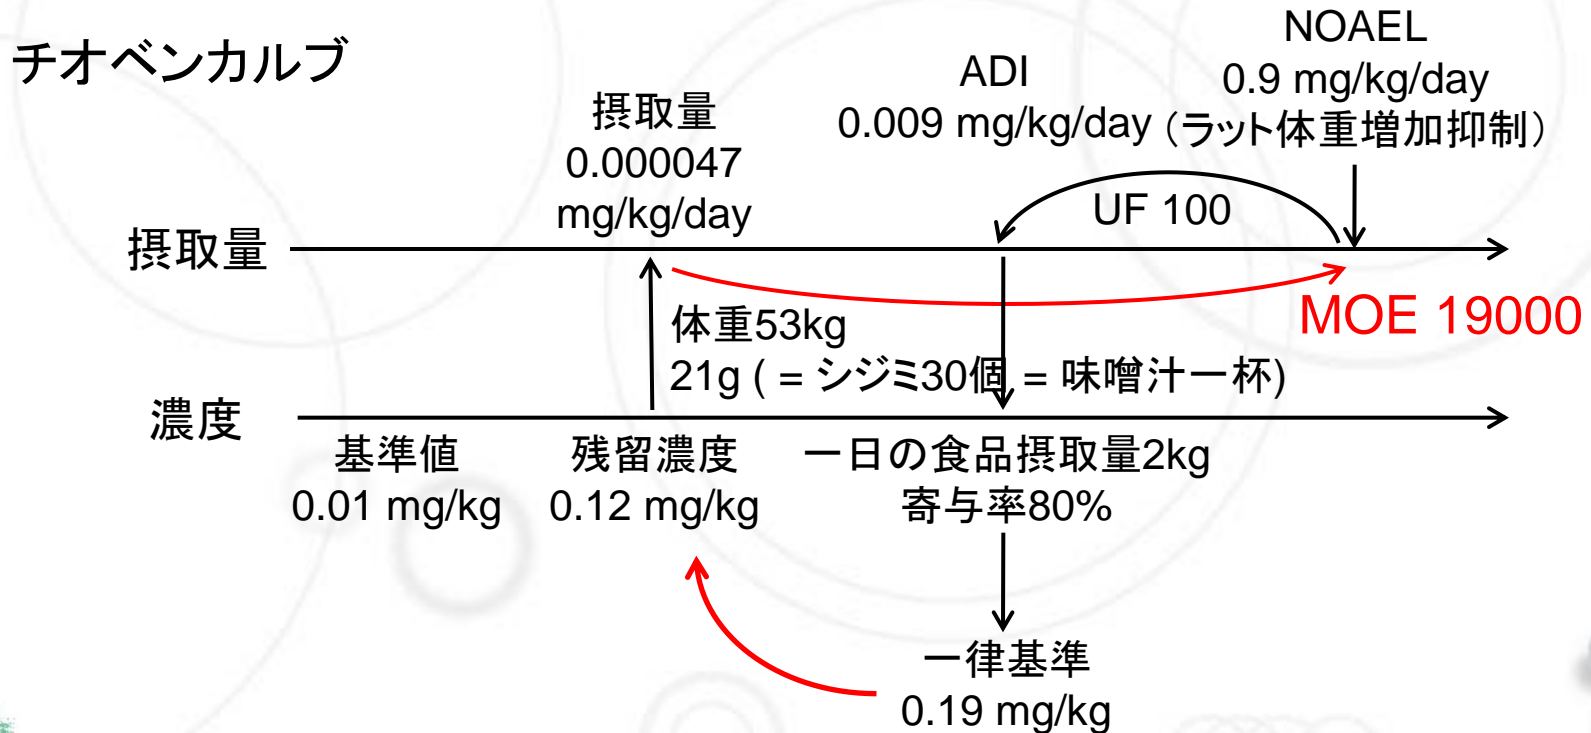 チオベンカルブ
NOAEL
0.9 mg/kg/day
(ラット体重増加抑制)
ADI
0.009 mg/kg/day
摂取量
0.000047
mg/kg/day
UF 100
摂取量
MOE 19000
体重53kg
21g ( = シジミ30個 = 味噌汁一杯)
濃度
基準値
0.01 mg/kg
残留濃度
0.12 mg/kg
一日の食品摂取量2kg
寄与率80%
一律基準
0.19 mg/kg